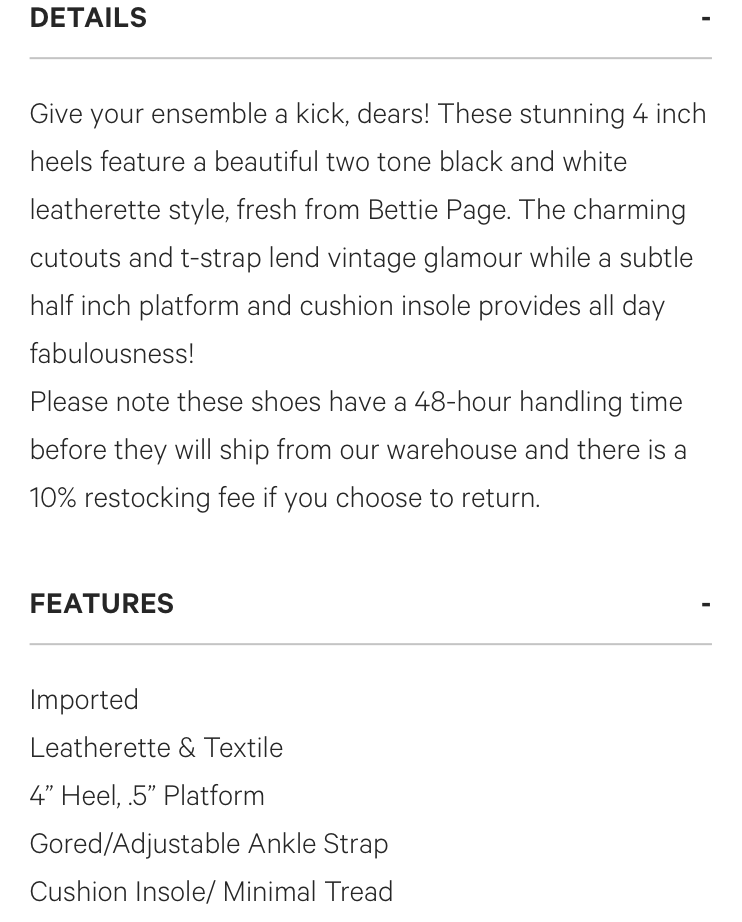 DETAILS -
Give your ensemble a kick, dears! These stunning 4 inch
heels feature a beautiful two tone black and white
leatherette style, fresh from Bettie Page. The charming
cutouts and t-strap lend vintage glamour while a subtle
half inch platform and cushion insole provides all day
fabulousness!
Please note these shoes have a 48-hour handling time
before they will ship from our warehouse and there is a
10% restocking fee if you choose to return.
FEATURES -
Imported
Leatherette & Textile
4” Heel, .5” Platform
Gored/Adjustable Ankle Strap
Cushion Insole/ Minimal Tread